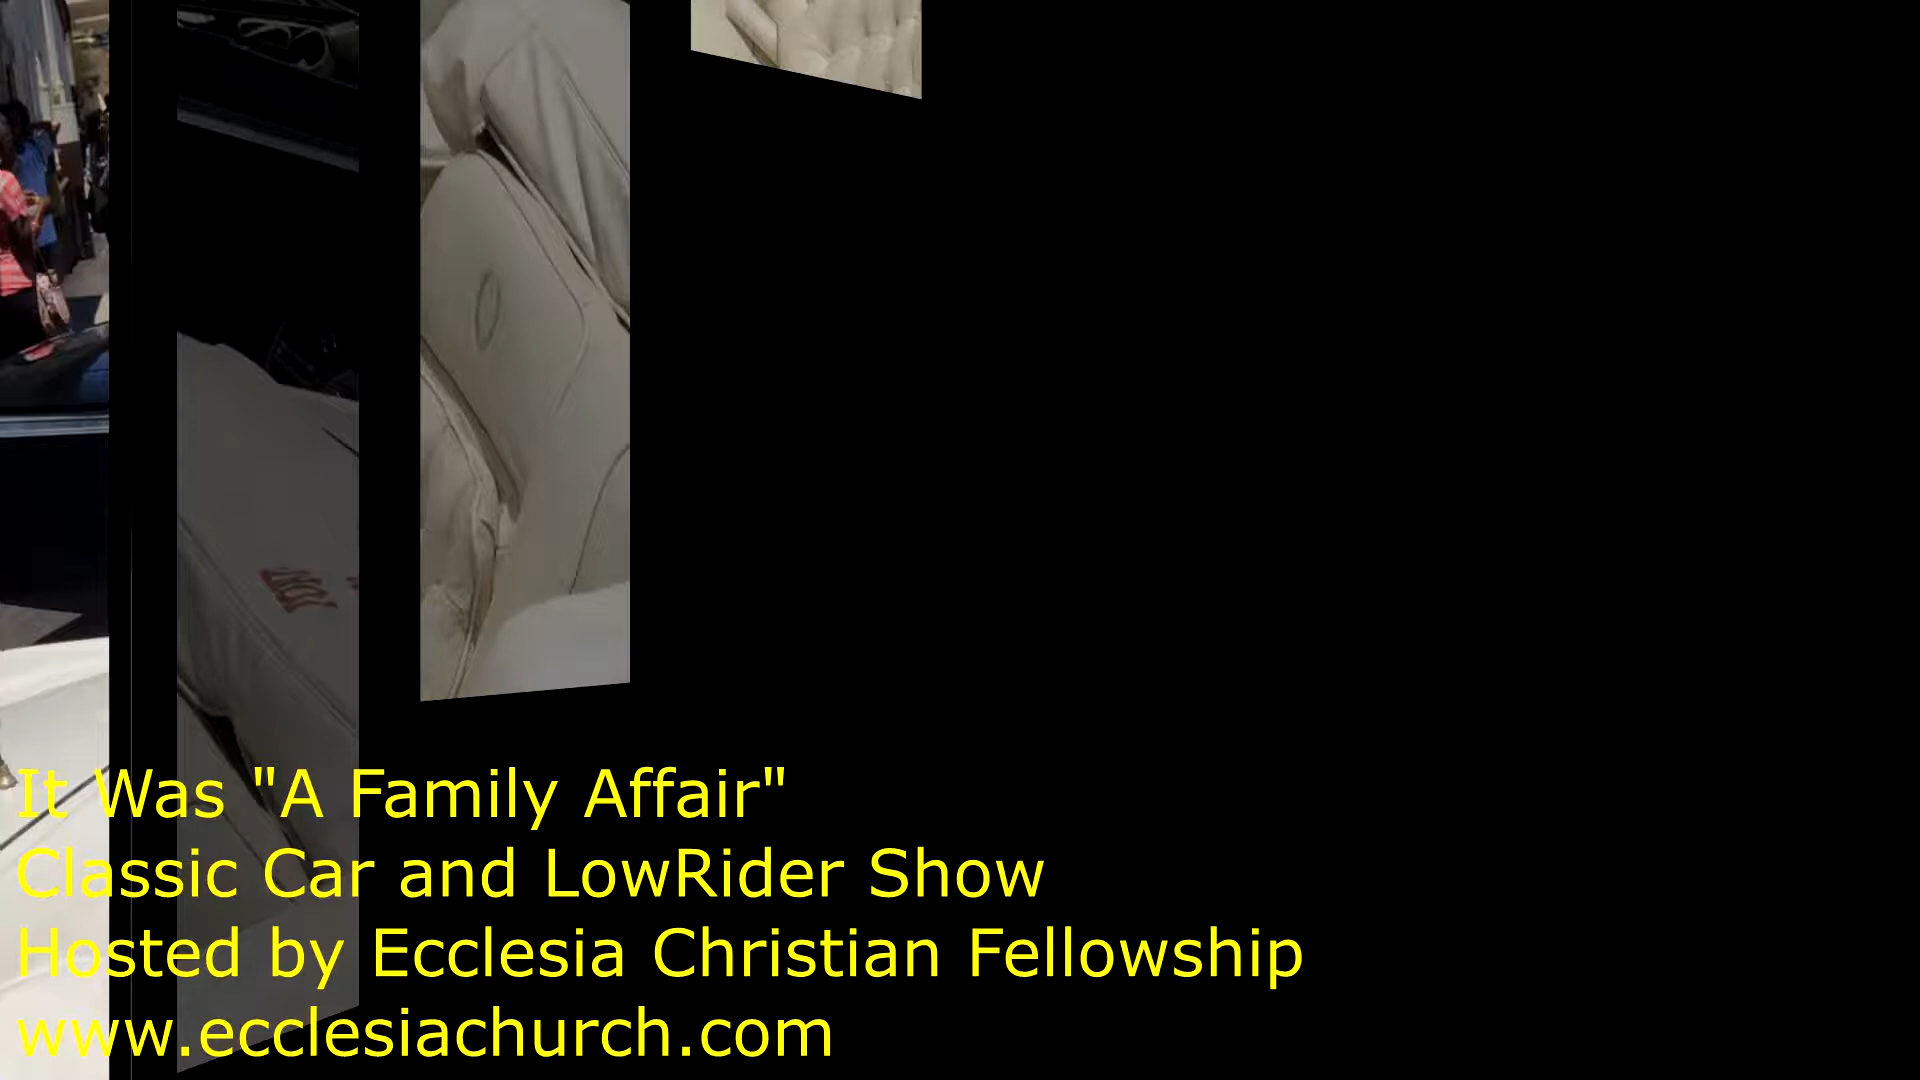 It Was "A Family Affair"
Classic Car and LowRider Show
Hosted by Ecclesia Christian Fellowship
www.ecclesiachurch.com